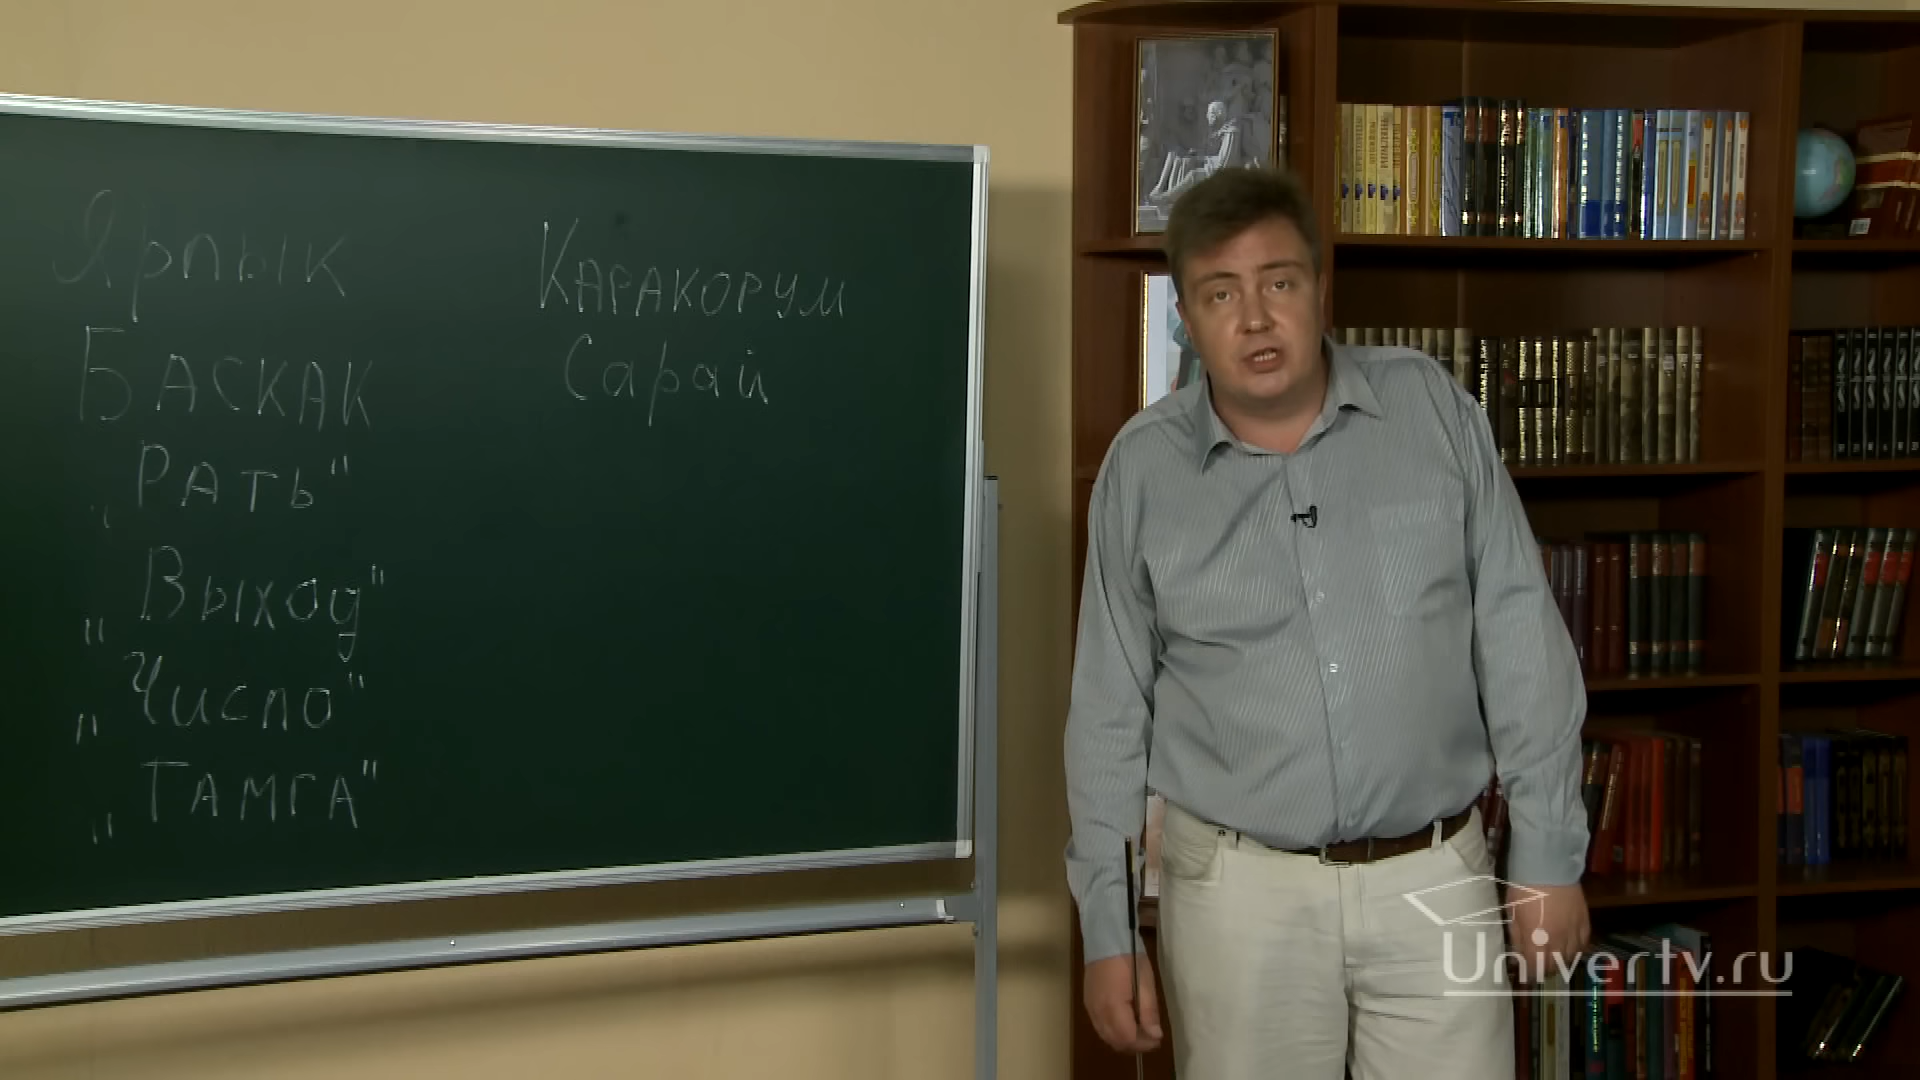 Ярлык
Баскак
„Рать"
„Выход"
„Число"
„Тамга"
Каракорум
Сарай
Univertv.ru